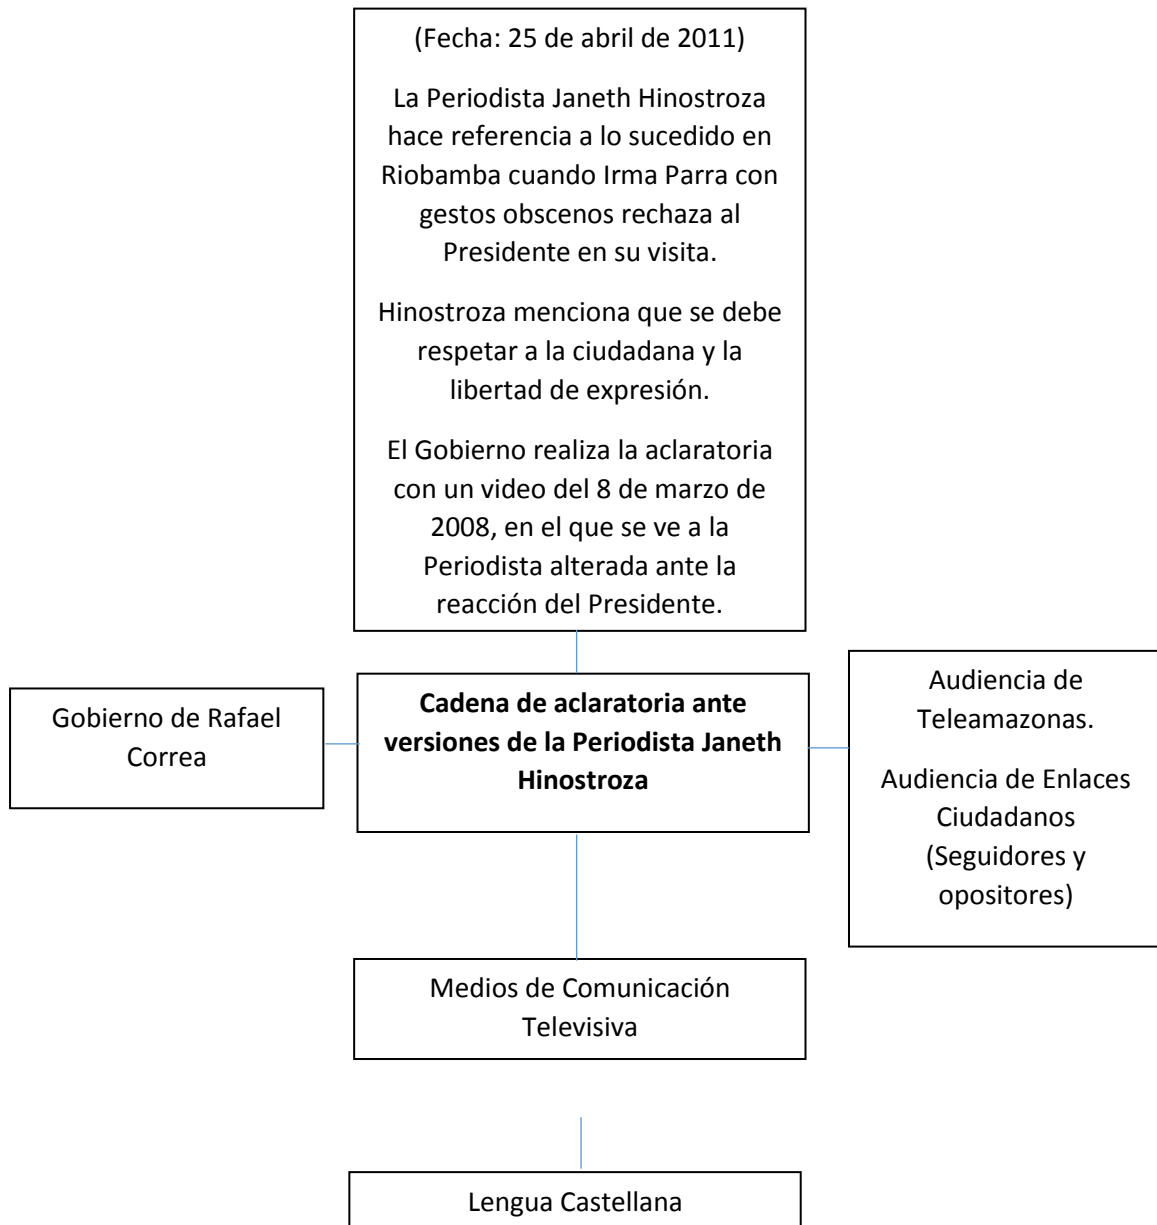 (Fecha: 25 de abril de 2011)
La Periodista Janeth Hinostroza
hace referencia a lo sucedido en
Riobamba cuando Irma Parra con
gestos obscenos rechaza al
Presidente en su visita.
Hinostroza menciona que se debe
respetar a la ciudadana y la
libertad de expresión.
El Gobierno realiza la aclaratoria
con un video del 8 de marzo de
2008, en el que se ve a la
Periodista alterada ante la
reacción del Presidente.
Gobierno de Rafael
Correa
Cadena de aclaratoria ante
versiones de la Periodista Janeth
Hinostroza
Audiencia de
Teleamazonas.
Audiencia de Enlaces
Ciudadanos
(Seguidores y
opositores)
Medios de Comunicación
Televisiva
Lengua Castellana